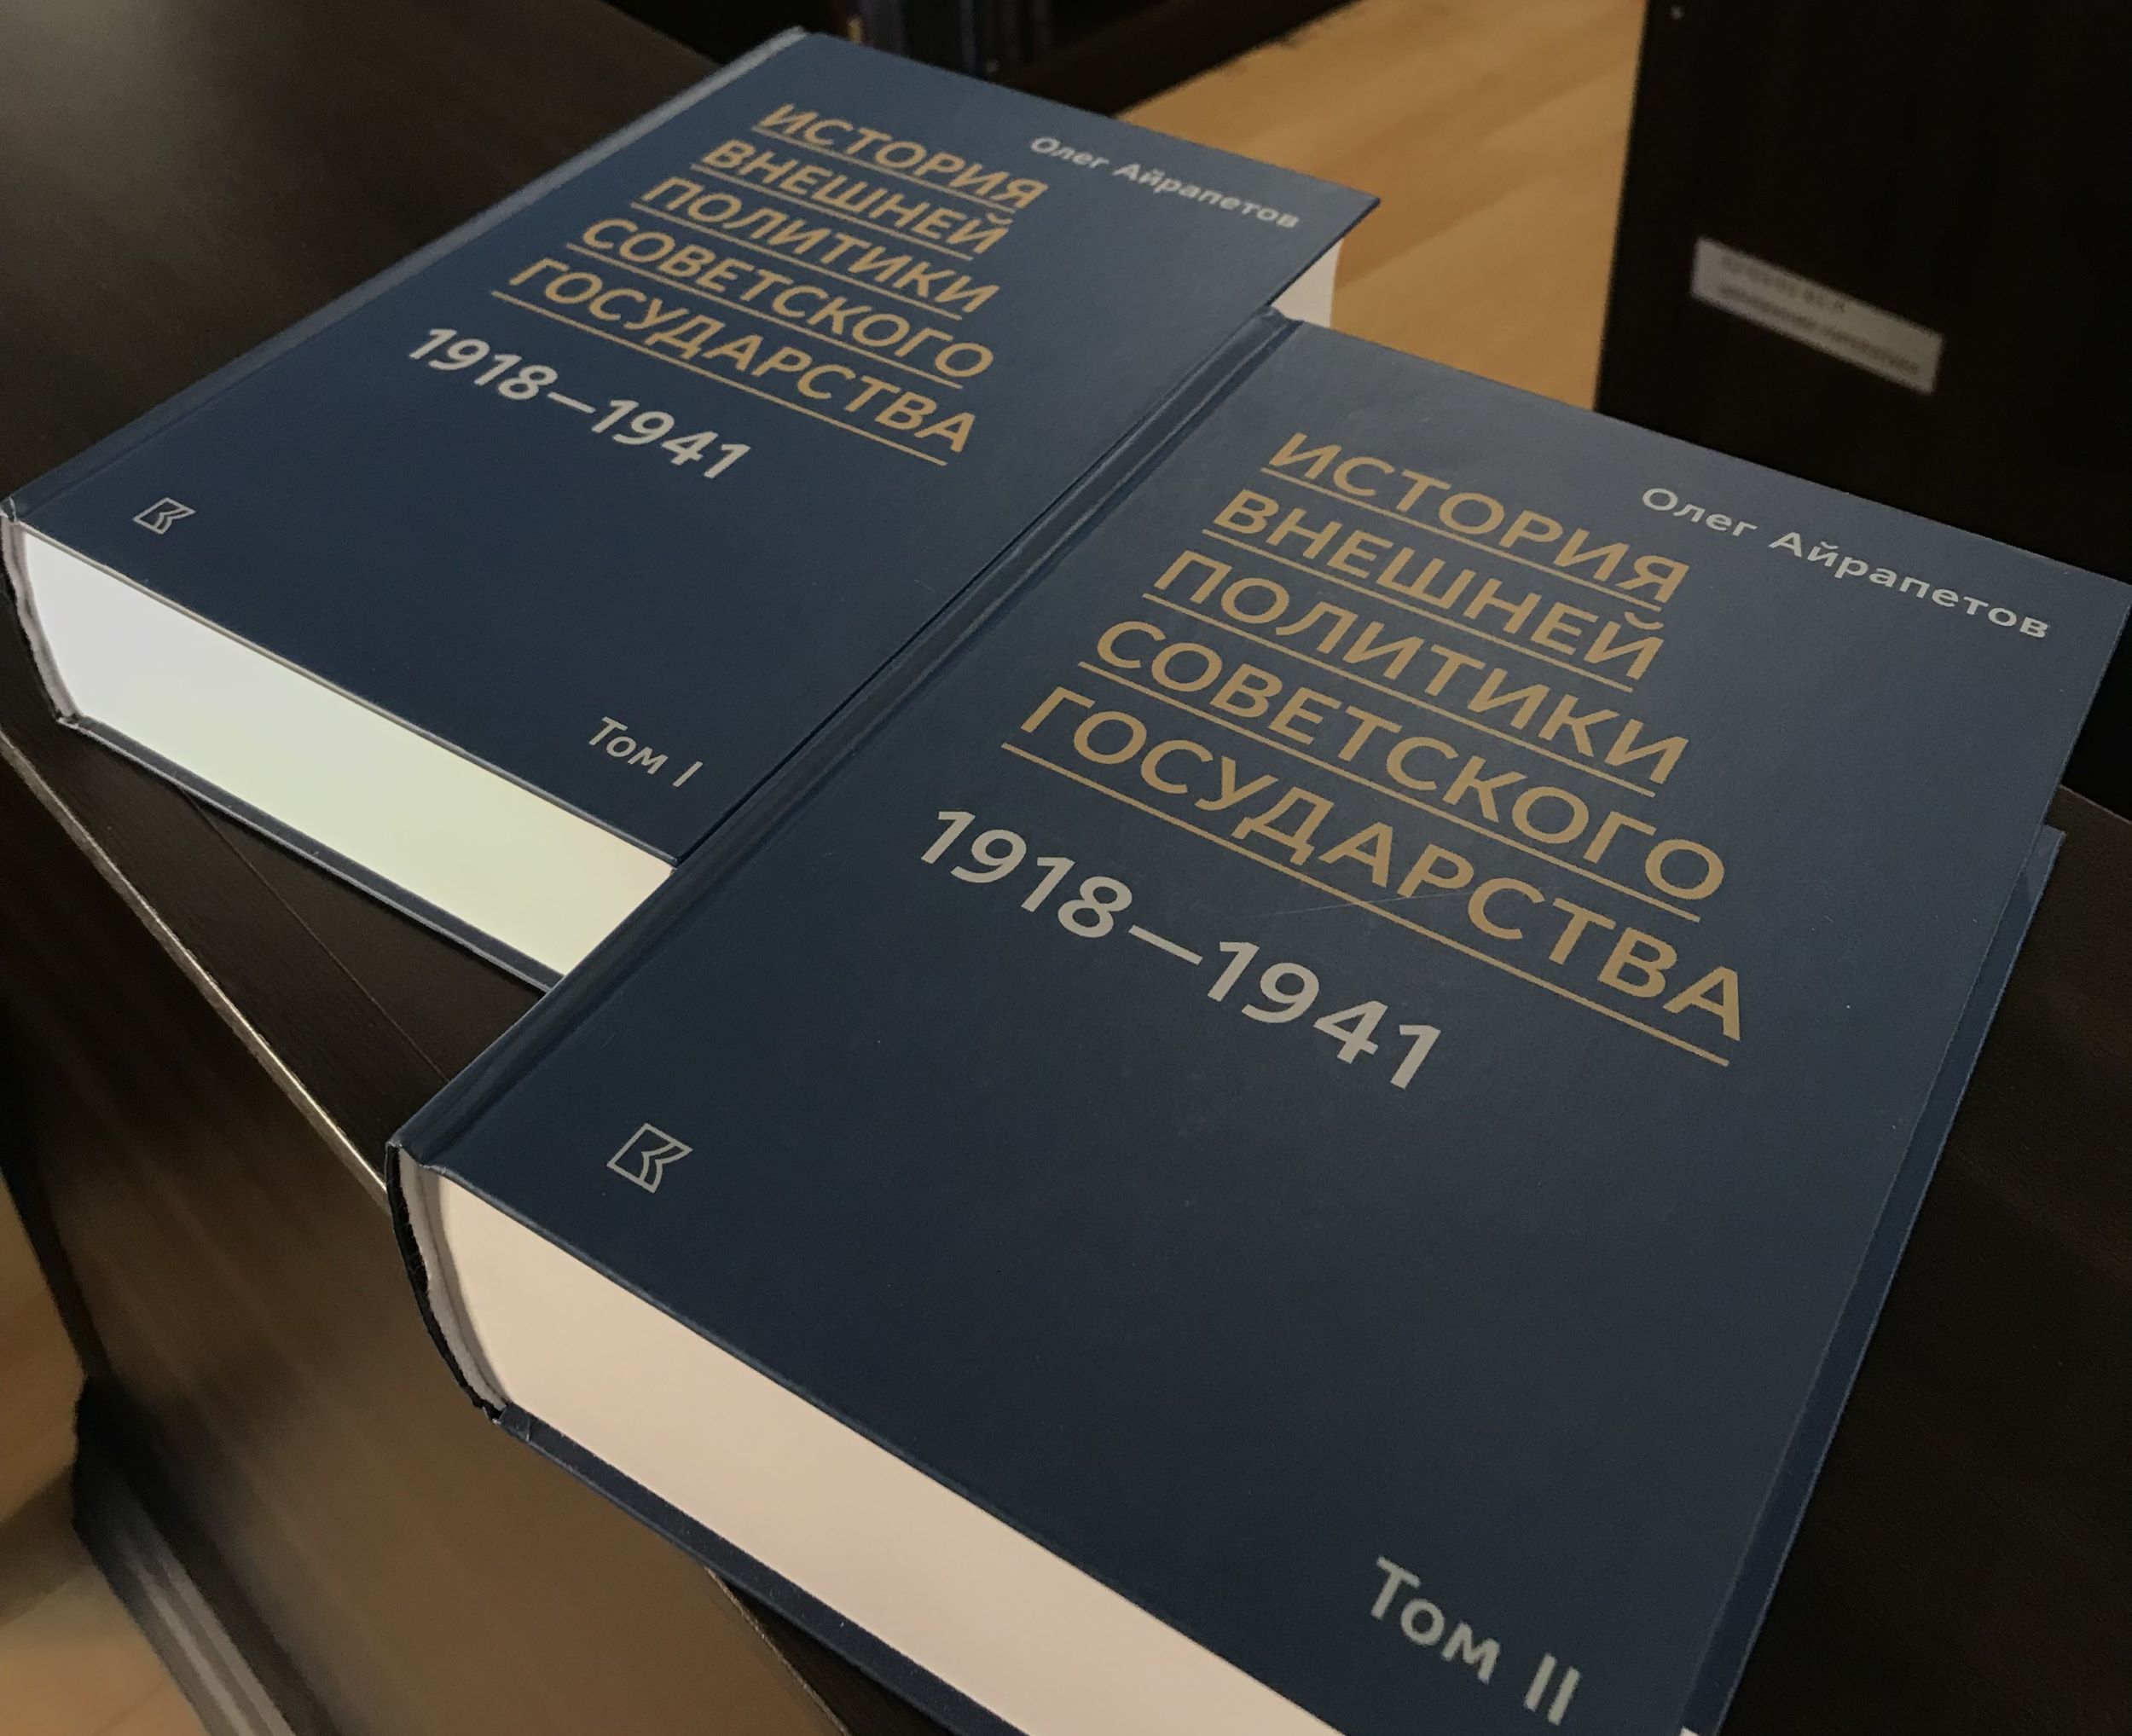 Олег Айрапетов
ИСТОРИЯ
ВНЕШНЕЙ
ПОЛИТИКИ
СОВЕТСКОГО
ГОСУДАРСТВА
1918–1941
Том I
Олег Айрапетов
ИСТОРИЯ
ВНЕШНЕЙ
ПОЛИТИКИ
СОВЕТСКОГО
ГОСУДАРСТВА
1918–1941
Том II